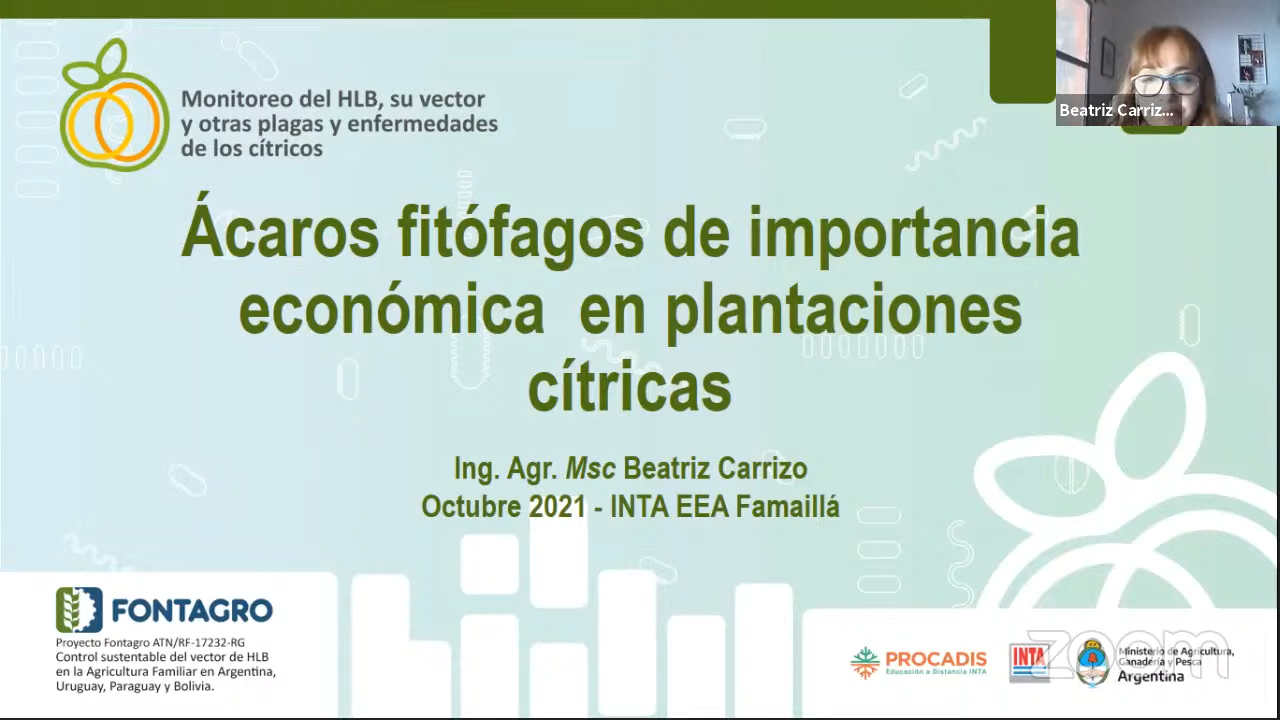 Monitoreo del HLB, su vector
y otras plagas y enfermedades
de los cítricos
Beatriz Carriz...
Ácaros fitófagos de importancia
económica en plantaciones
cítricas
Ing. Agr. Msc Beatriz Carrizo
Octubre 2021 - INTA EEA Famaillá
FONTAGRO
Proyecto Fontagro ATN/RF-17232-RG
Control sustentable del vector de HLB
en la Agricultura Familiar en Argentina,
Uruguay, Paraguay y Bolivia.
PROCADIS
Educación a Distancia INTA
INTA
Ministerio de Agricultura,
Ganadería y Pesca
Argentina
zoom